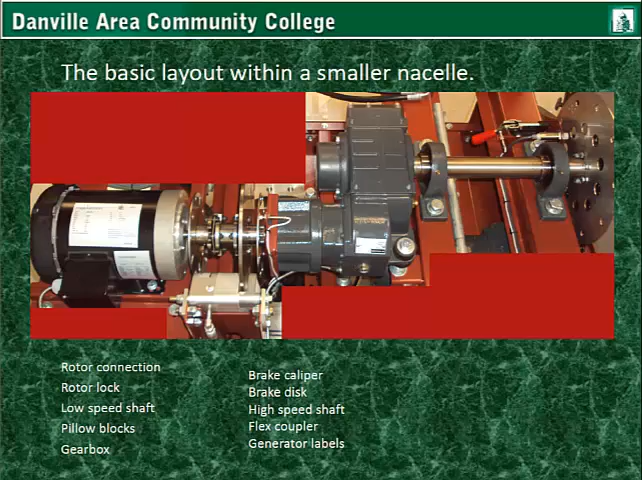 Danville Area Community College
The basic layout within a smaller nacelle.
Rotor connection
Rotor lock
Low speed shaft
Pillow blocks
Gearbox
Brake caliper
Brake disk
High speed shaft
Flex coupler
Generator labels